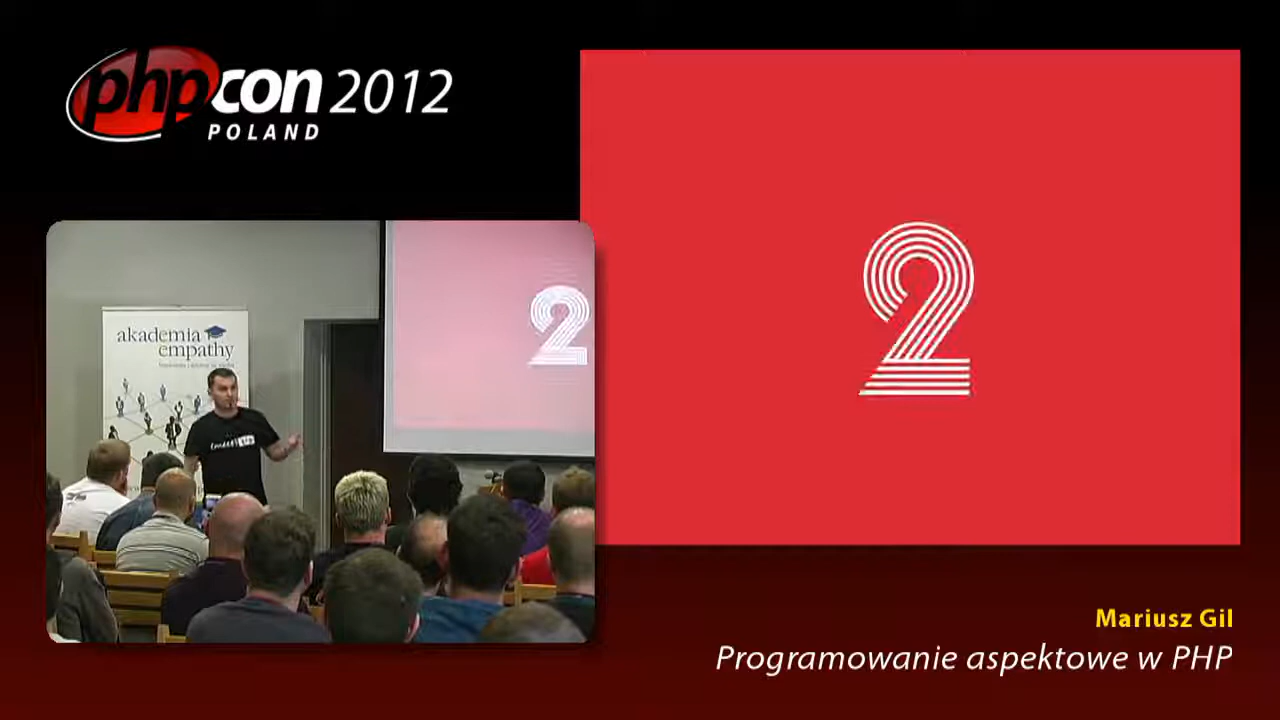 phpcon 2012
POLAND
2
akademia
empathy
2
Mariusz Gil
Programowanie aspektowe w PHP